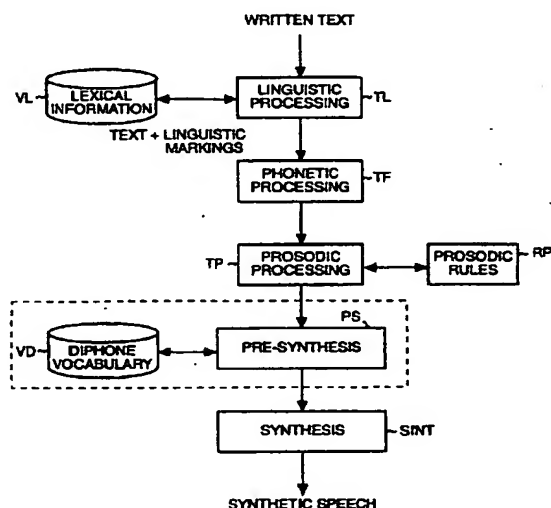 WRITTEN TEXT
VL
LEXICAL
INFORMATION
LINGUISTIC
PROCESSING
TL
TEXT + LINGUISTIC
MARKINGS
PHONETIC
PROCESSING
TF
TP
PROSODIC
PROCESSING
PROSODIC
RULES
RP
PS
VD
DIPHONE
VOCABULARY
PRE-SYNTHESIS
SYNTHESIS
SINT
SYNTHETIC SPEECH